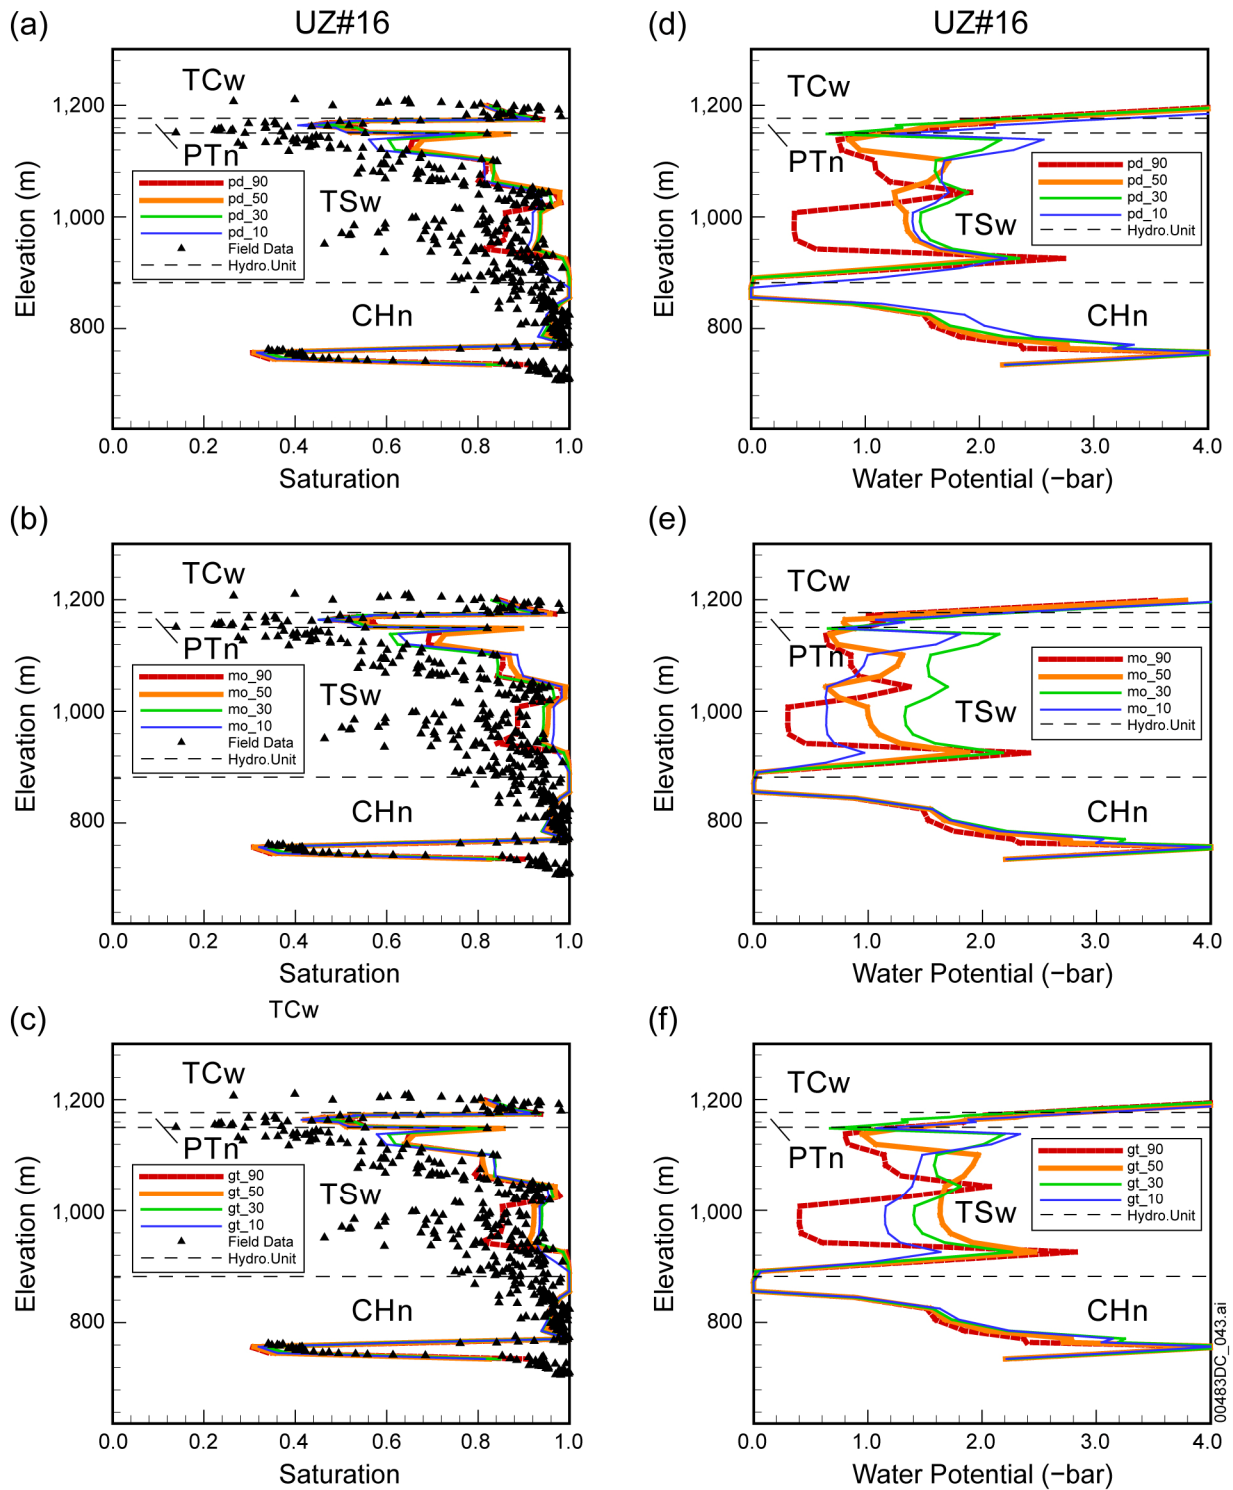 (a)
UZ#16
TCw
PTn
TSw
CHn
pd_90
pd_50
pd_30
pd_10
Field Data
Hydro.Unit
1,200
1,000
800
Elevation (m)
0.0 0.2 0.4 0.6 0.8 1.0
Saturation
(d)
UZ#16
TCw
PTn
TSw
CHn
pd_90
pd_50
pd_30
pd_10
Hydro.Unit
1,200
1,000
800
Elevation (m)
0.0 1.0 2.0 3.0 4.0
Water Potential (−bar)
(b)
TCw
PTn
TSw
CHn
mo_90
mo_50
mo_30
mo_10
Field Data
Hydro.Unit
1,200
1,000
800
Elevation (m)
0.0 0.2 0.4 0.6 0.8 1.0
Saturation
(e)
TCw
PTn
TSw
CHn
mo_90
mo_50
mo_30
mo_10
Hydro.Unit
1,200
1,000
800
Elevation (m)
0.0 1.0 2.0 3.0 4.0
Water Potential (−bar)
(c)
TCw
TCw
PTn
TSw
CHn
gt_90
gt_50
gt_30
gt_10
Field Data
Hydro.Unit
1,200
1,000
800
Elevation (m)
0.0 0.2 0.4 0.6 0.8 1.0
Saturation
(f)
TCw
PTn
TSw
CHn
gt_90
gt_50
gt_30
gt_10
Hydro.Unit
1,200
1,000
800
Elevation (m)
0.0 1.0 2.0 3.0 4.0
Water Potential (−bar)
00483DC_043.ai